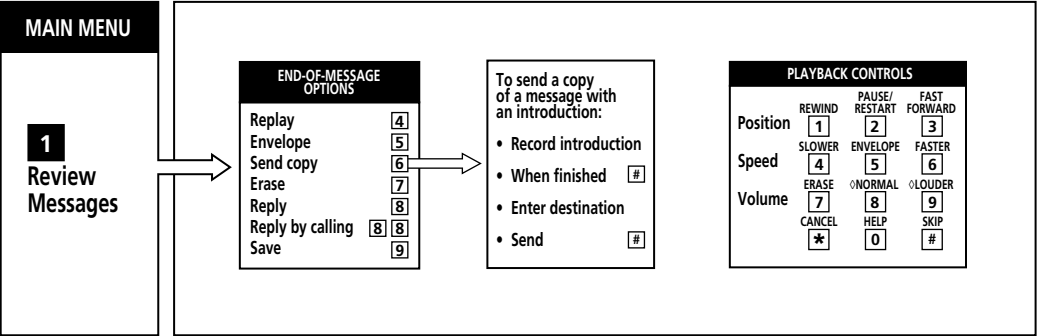 MAIN MENU
1
Review
Messages
END-OF-MESSAGE
OPTIONS
Replay 4
Envelope 5
Send copy 6
Erase 7
Reply 8
Reply by calling 8 8
Save 9
To send a copy
of a message with
an introduction:
• Record introduction
• When finished #
• Enter destination
• Send #
PLAYBACK CONTROLS
REWIND PAUSE/ RESTART FAST FORWARD
Position 1 2 3
SLOWER ENVELOPE FASTER
Speed 4 5 6
ERASE ◊NORMAL ◊LOUDER
Volume 7 8 9
CANCEL HELP SKIP
* 0 #